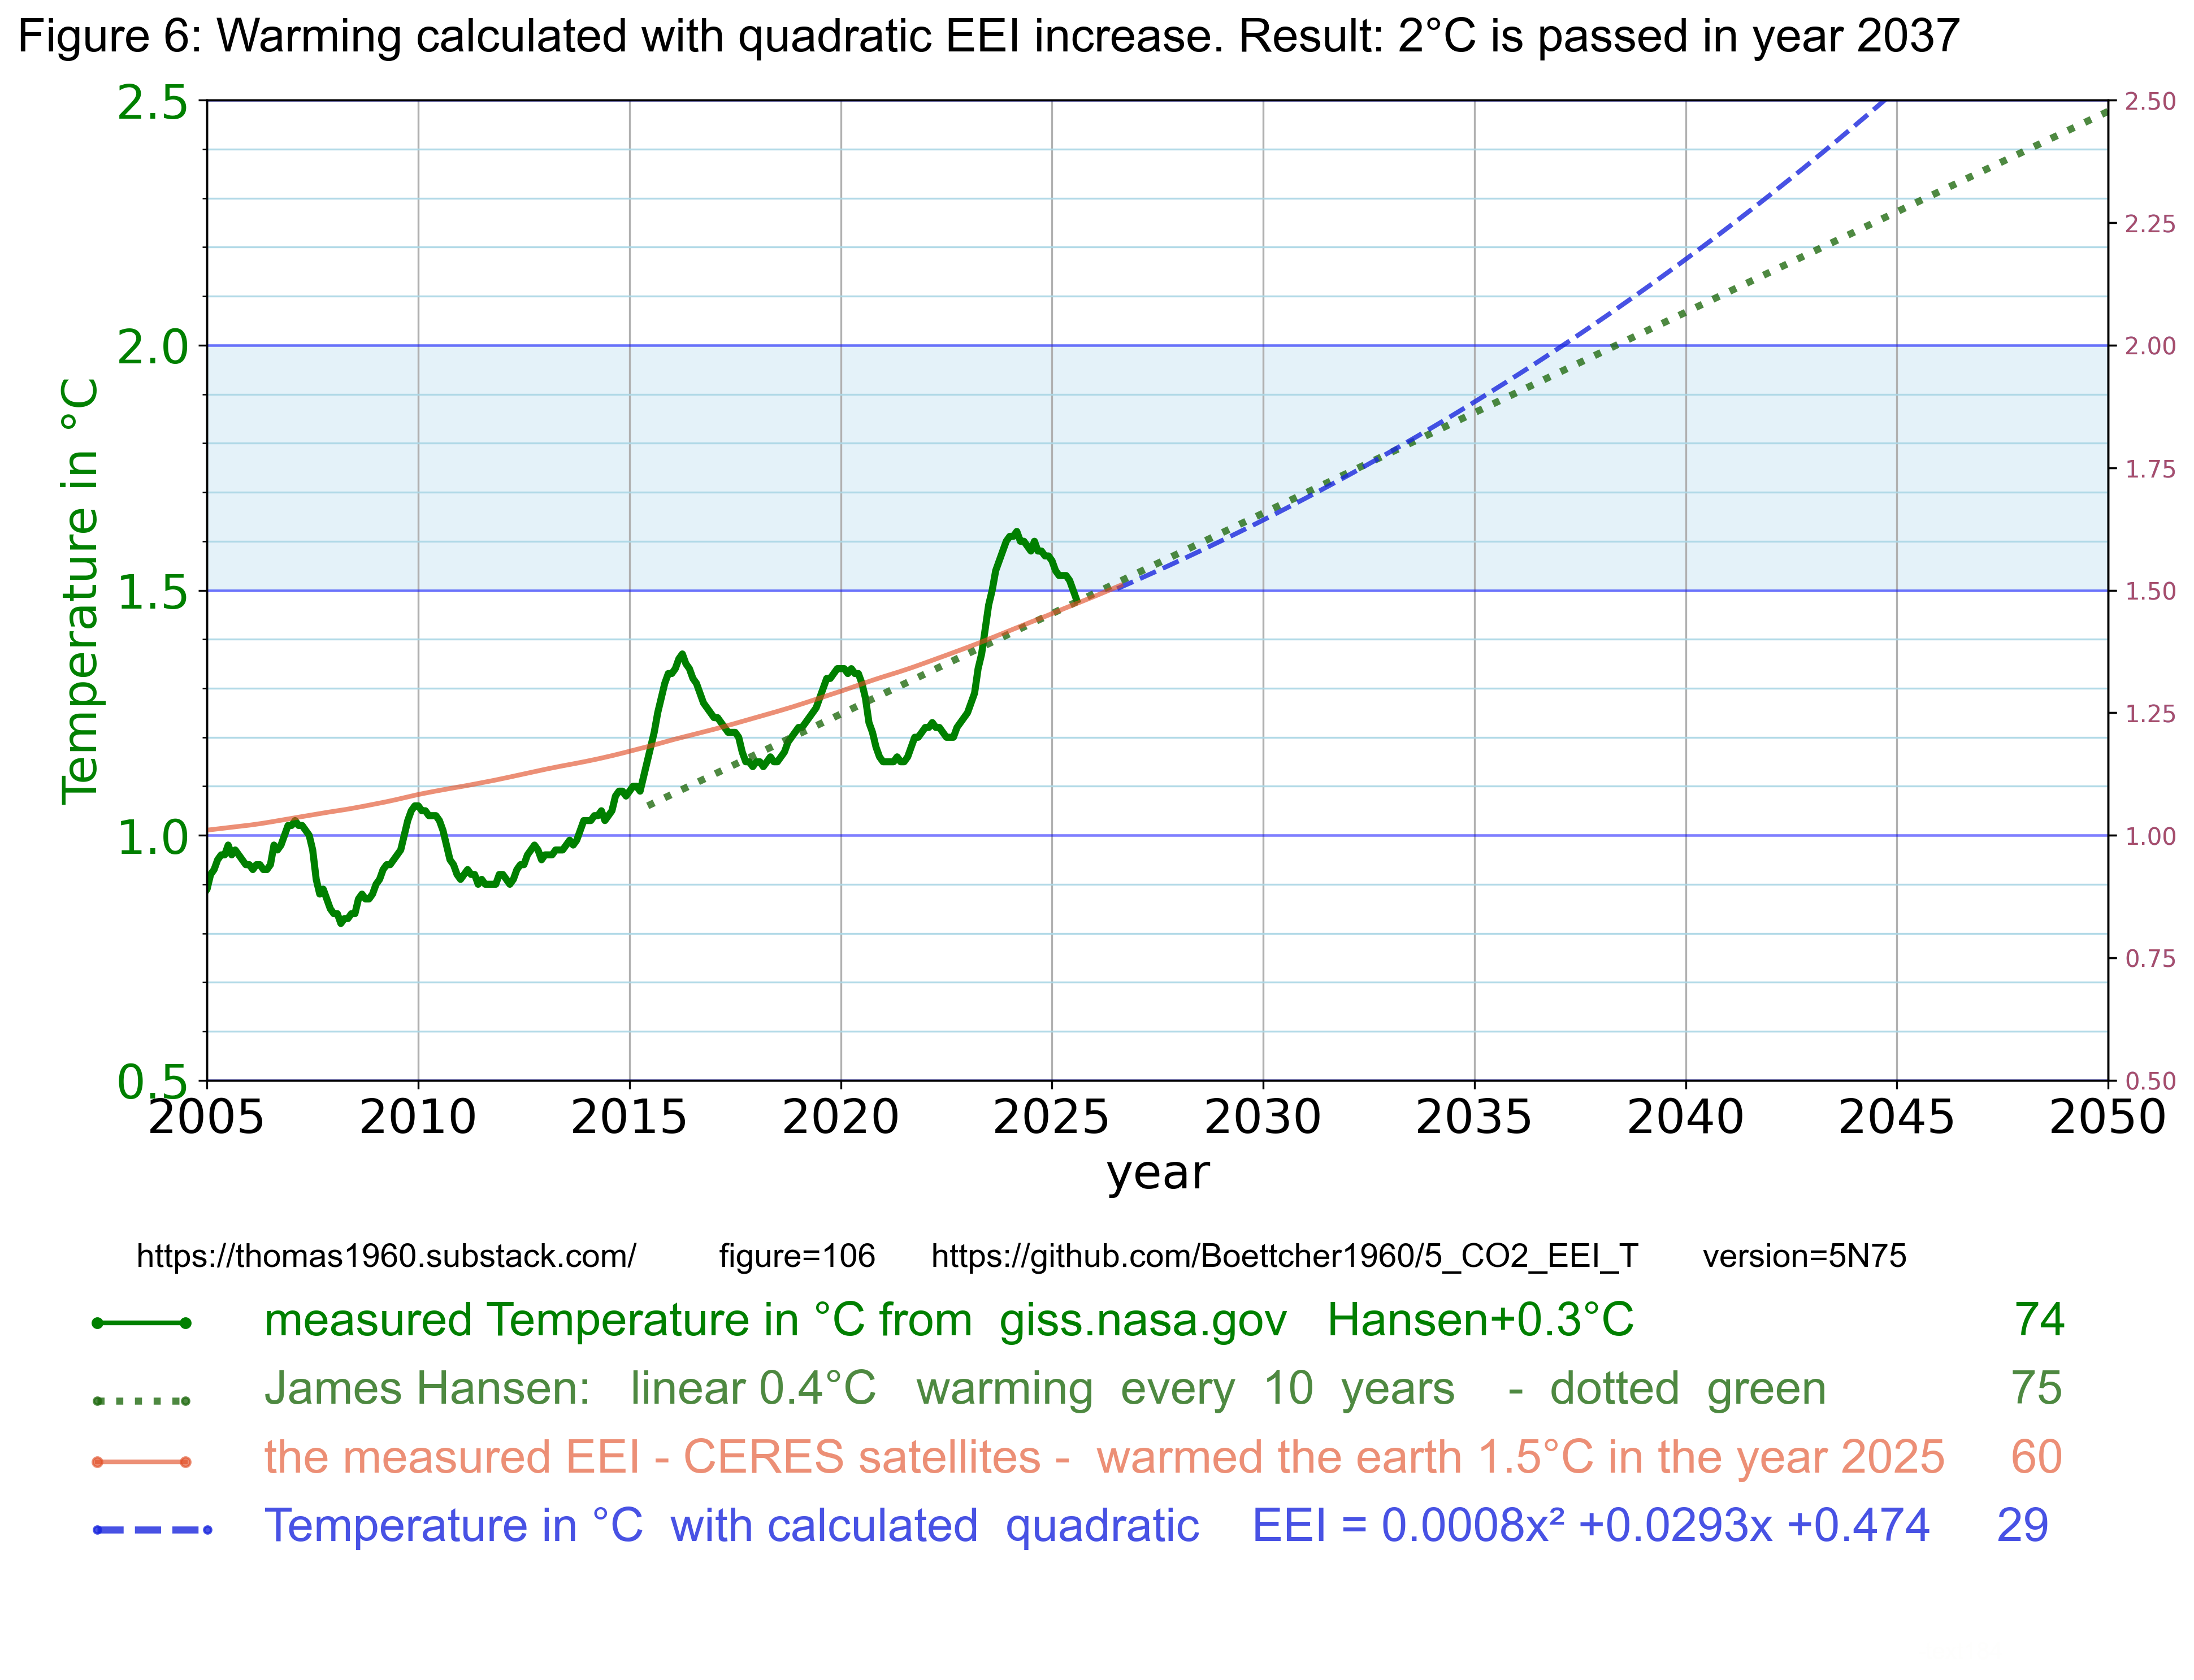 Figure 6: Warming calculated with quadratic EEI increase. Result: 2°C is passed in year 2037
2.5
2.0
1.5
1.0
0.5
Temperature in °C
2.50
2.25
2.00
1.75
1.50
1.25
1.00
0.75
0.50
2005 2010 2015 2020 2025 2030 2035 2040 2045 2050
year
https://thomas1960.substack.com/ figure=106 https://github.com/Boettcher1960/5_CO2_EEI_T version=5N75
measured Temperature in °C from giss.nasa.gov Hansen+0.3°C 74
James Hansen: linear 0.4°C warming every 10 years - dotted green 75
the measured EEI - CERES satellites - warmed the earth 1.5°C in the year 2025 60
Temperature in °C with calculated quadratic EEI = 0.0008x² +0.0293x +0.474 29